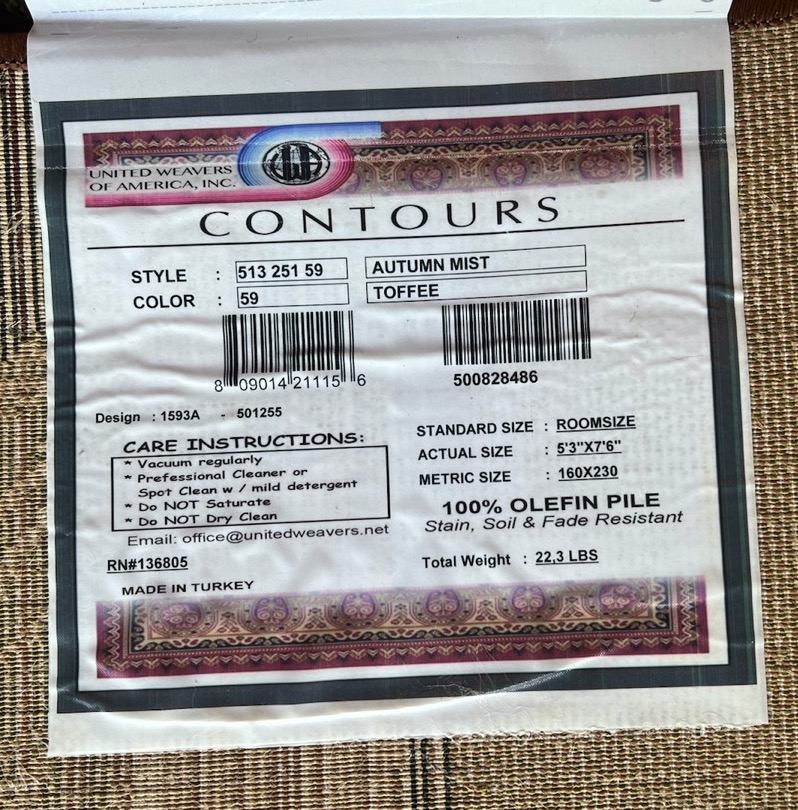 UNITED WEAVERS
OF AMERICA, INC.
CONTOURS
STYLE : 513 251 59 AUTUMN MIST
COLOR : 59 TOFFEE
8 09014 21115 6
500828486
Design : 1593A - 501255
CARE INSTRUCTIONS:
* Vacuum regularly
* Prefessional Cleaner or
Spot Clean w / mild detergent
* Do NOT Saturate
* Do NOT Dry Clean
Email: office@unitedweavers.net
RN#136805
MADE IN TURKEY
STANDARD SIZE : ROOMSIZE
ACTUAL SIZE : 5'3"X7'6"
METRIC SIZE : 160X230
100% OLEFIN PILE
Stain, Soil & Fade Resistant
Total Weight : 22,3 LBS